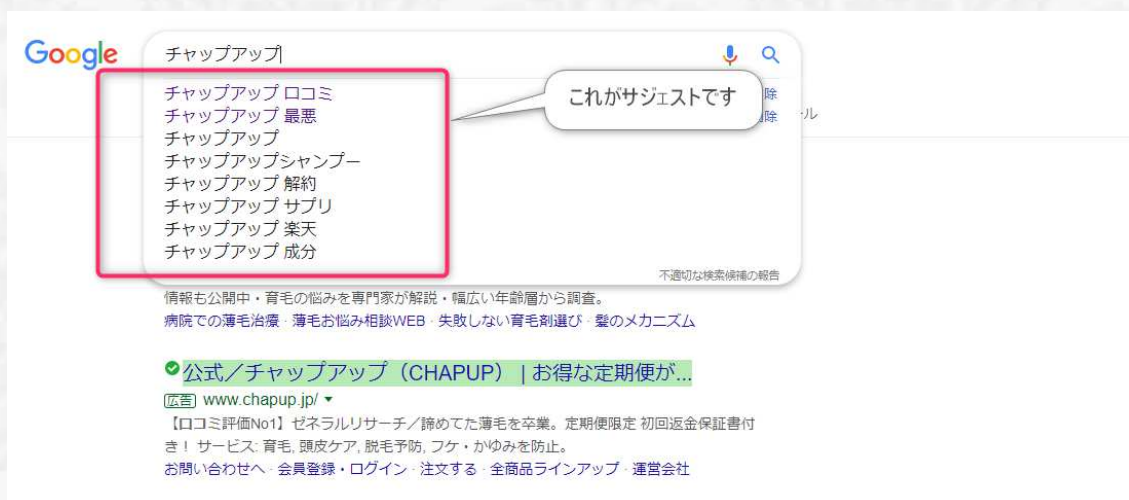 Google
チャップアップ
チャップアップ 口コミ
除
チャップアップ 最悪
削除
ール
これがサジェストです
チャップアップ
チャップアップシャンプー
チャップアップ 解約
チャップアップ サプリ
チャップアップ 楽天
チャップアップ 成分
不適切な検索候補の報告
情報も公開中・育毛の悩みを専門家が解説・幅広い年齢層から調査。
病院での薄毛治療 · 薄毛お悩み相談WEB · 失敗しない育毛剤選び · 髪のメカニズム
公式／チャップアップ（CHAPUP） | お得な定期便が...
広告 www.chapup.jp/
【口コミ評価No1】ゼネラルリサーチ／諦めてた薄毛を卒業。定期便限定 初回返金保証書付
き！ サービス: 育毛, 頭皮ケア, 脱毛予防, フケ・かゆみを防止。
お問い合わせへ · 会員登録・ログイン · 注文する · 全商品ラインアップ · 運営会社